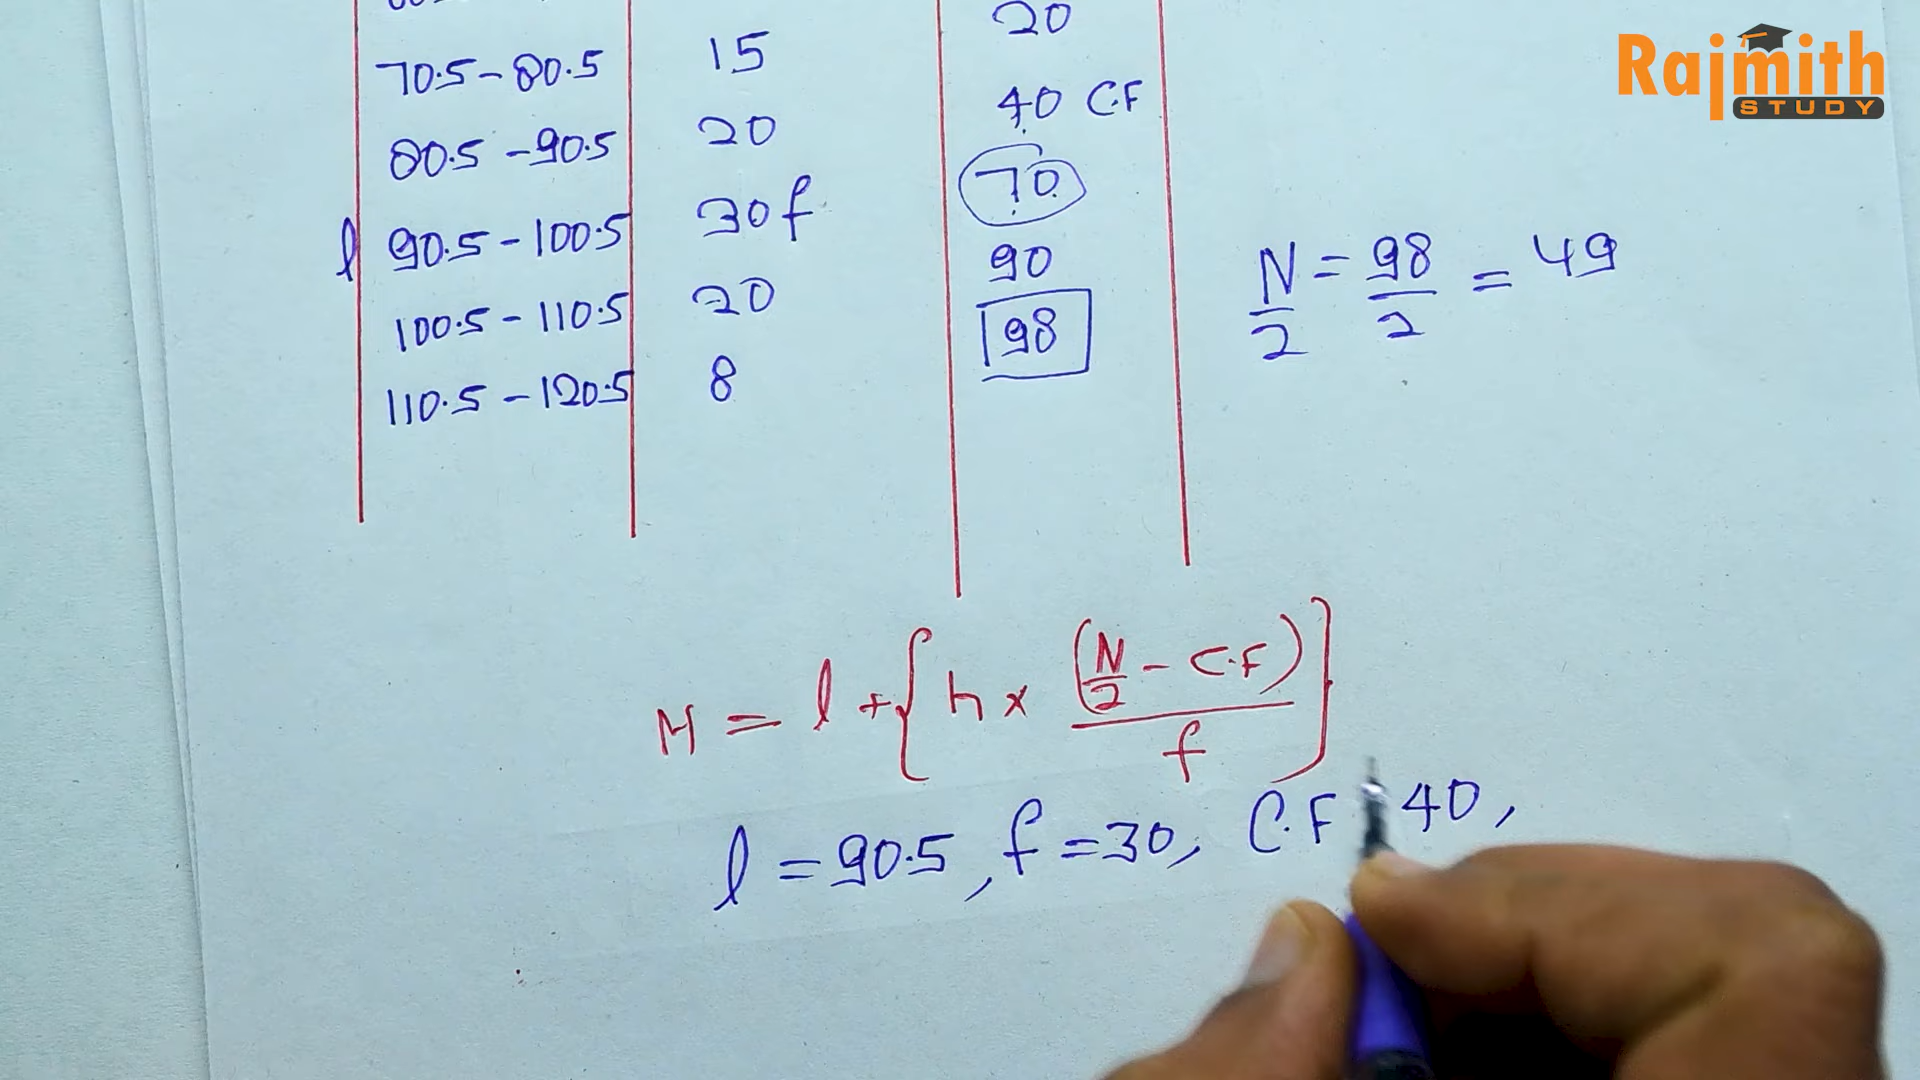 Rajmith
STUDY
20
70.5-80.5 15 40 C.F
80.5-90.5 20 70
l 90.5-100.5 30 f 90
100.5-110.5 20 98
110.5-120.5 8
N/2 = 98/2 = 49
M = l + { h × (N/2 - C.F) / f }
l = 90.5, f = 30, C.F 40,